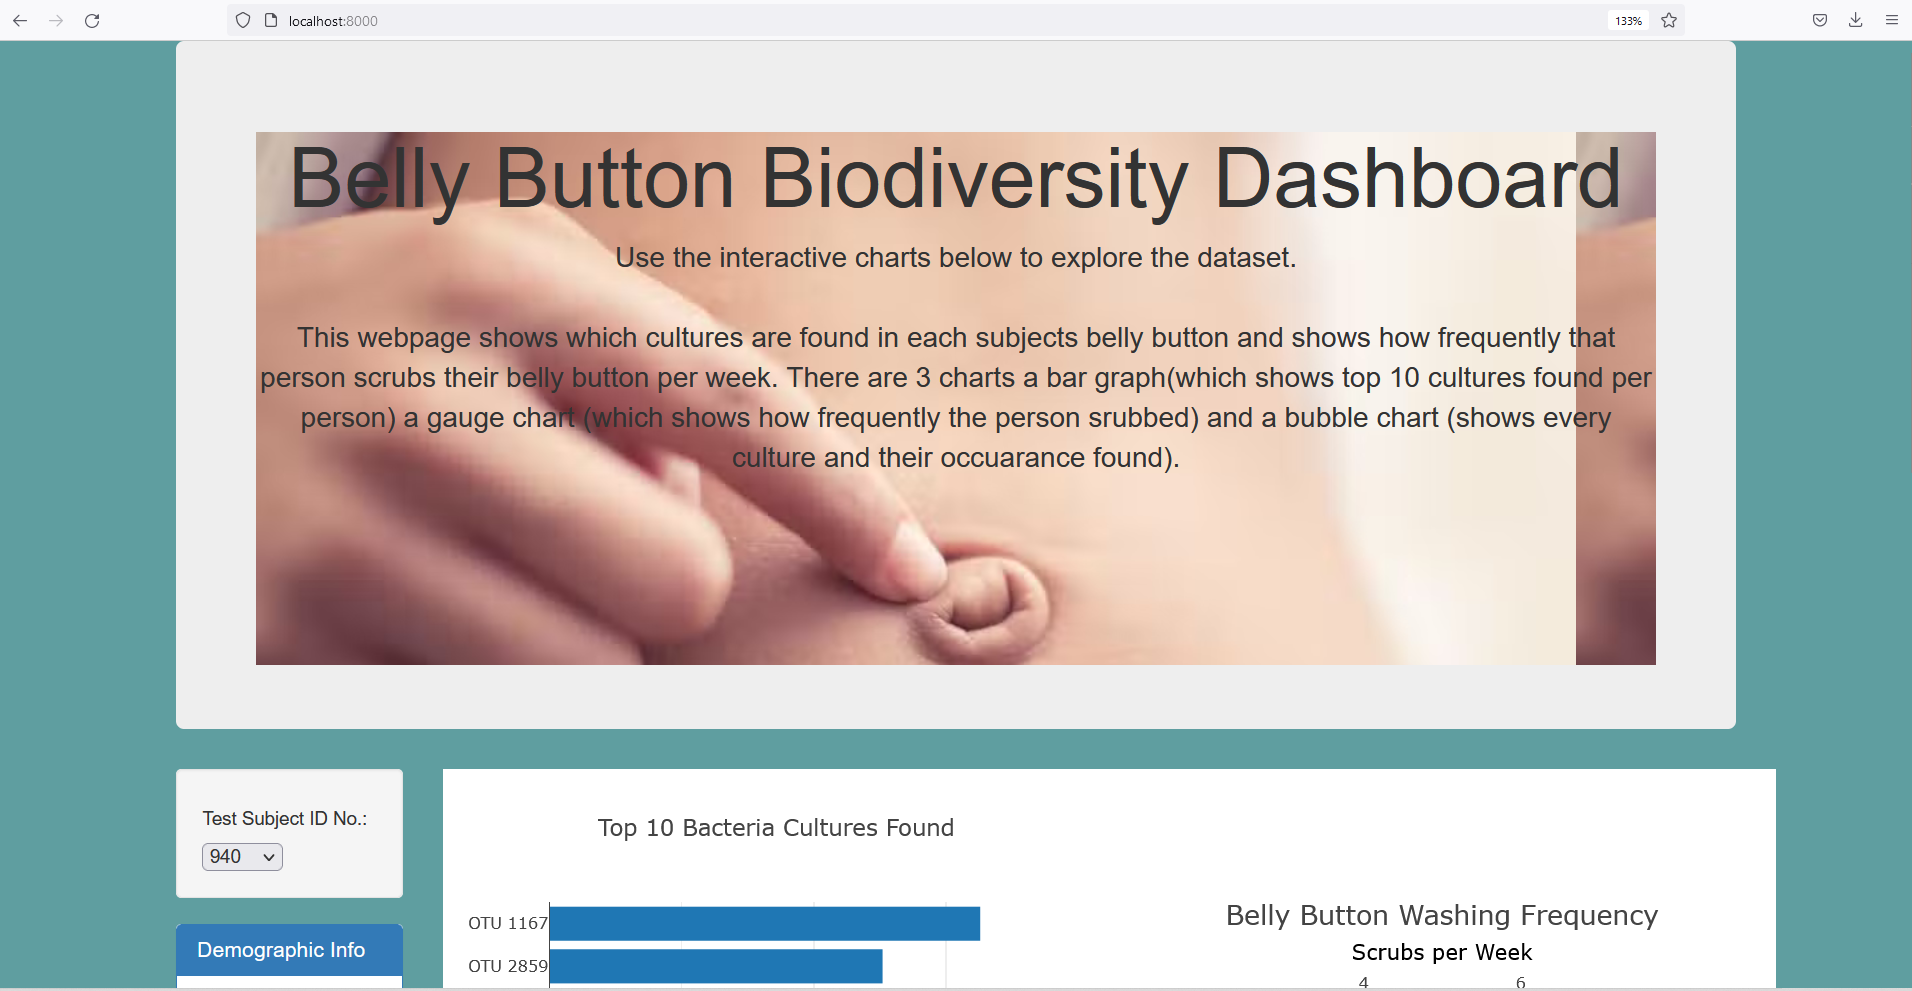 localhost:8000
133%
Belly Button Biodiversity Dashboard
Use the interactive charts below to explore the dataset.
This webpage shows which cultures are found in each subjects belly button and shows how frequently that
person scrubs their belly button per week. There are 3 charts a bar graph(which shows top 10 cultures found per
person) a gauge chart (which shows how frequently the person srubbed) and a bubble chart (shows every
culture and their occuarance found).
Test Subject ID No.:
940
Demographic Info
Top 10 Bacteria Cultures Found
OTU 1167
OTU 2859
Belly Button Washing Frequency
Scrubs per Week
4 6